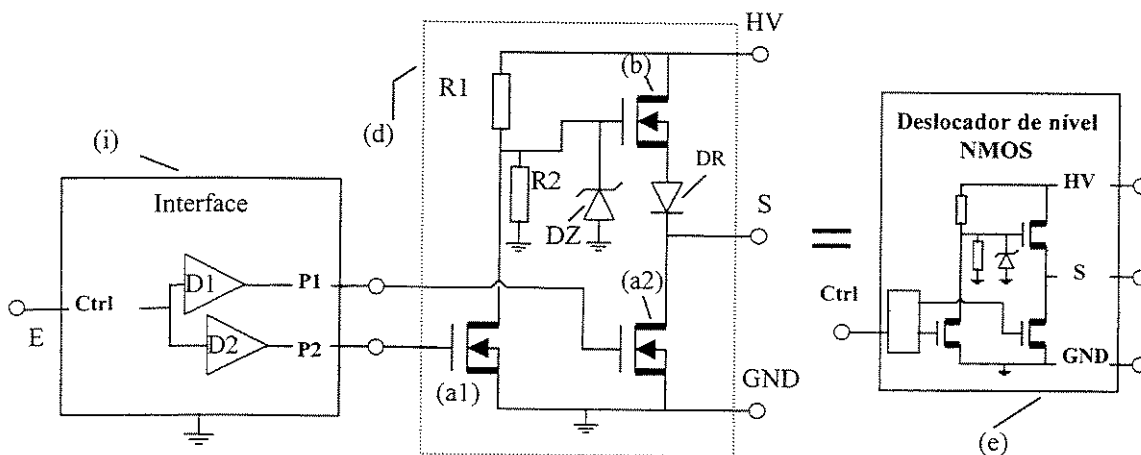 HV
(b)
R1
(d)
(i)
Interface
R2
DR
DZ
S
D1
P1
Ctrl
E
D2
P2
(a2)
(a1)
GND
=
Deslocador de nível
NMOS
HV
S
Ctrl
GND
(e)